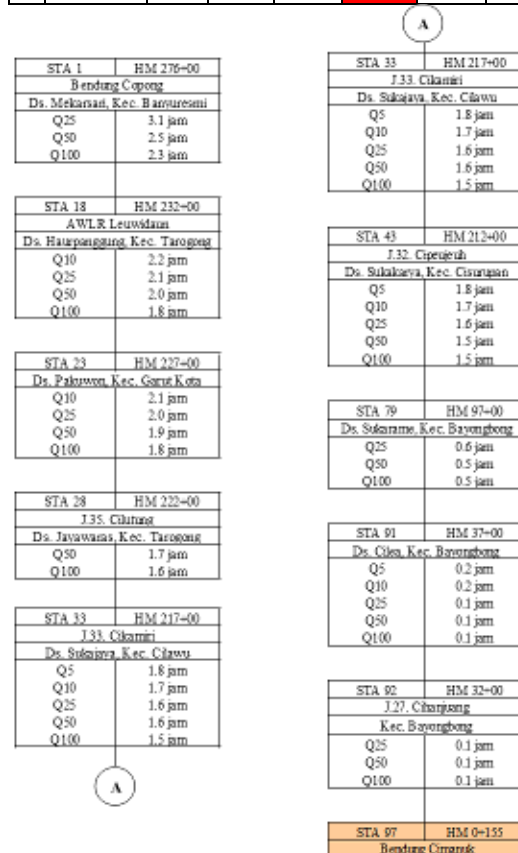 STA 1 HM 276+00
Bendung Copong
Ds. Mekarsari, Kec. Banyuresmi
Q25 3.1 jam
Q50 2.5 jam
Q100 2.3 jam
STA 18 HM 232+00
AWLR Leuwidaun
Ds. Haurpanggung, Kec. Tarogong
Q10 2.2 jam
Q25 2.1 jam
Q50 2.0 jam
Q100 1.8 jam
STA 23 HM 227+00
Ds. Pakuwon, Kec. Garut Kota
Q10 2.1 jam
Q25 2.0 jam
Q50 1.9 jam
Q100 1.8 jam
STA 28 HM 222+00
J.35. Cilutung
Ds. Jayawaras, Kec. Tarogong
Q50 1.7 jam
Q100 1.6 jam
STA 33 HM 217+00
J.33. Cikamiri
Ds. Sukajaya, Kec. Cilawu
Q5 1.8 jam
Q10 1.7 jam
Q25 1.6 jam
Q50 1.6 jam
Q100 1.5 jam
A
A
STA 33 HM 217+00
J.33. Cikamiri
Ds. Sukajaya, Kec. Cilawu
Q5 1.8 jam
Q10 1.7 jam
Q25 1.6 jam
Q50 1.6 jam
Q100 1.5 jam
STA 43 HM 212+00
J.32. Cipeujeuh
Ds. Sukakarya, Kec. Cisurupan
Q5 1.8 jam
Q10 1.7 jam
Q25 1.6 jam
Q50 1.5 jam
Q100 1.5 jam
STA 79 HM 97+00
Ds. Sukarame, Kec. Bayongbong
Q25 0.6 jam
Q50 0.5 jam
Q100 0.5 jam
STA 91 HM 37+00
Ds. Cilea, Kec. Bayongbong
Q5 0.2 jam
Q10 0.2 jam
Q25 0.1 jam
Q50 0.1 jam
Q100 0.1 jam
STA 92 HM 32+00
J.27. Cihanjuang
Kec. Bayongbong
Q25 0.1 jam
Q50 0.1 jam
Q100 0.1 jam
STA 97 HM 0+155
Bendung Cimanuk